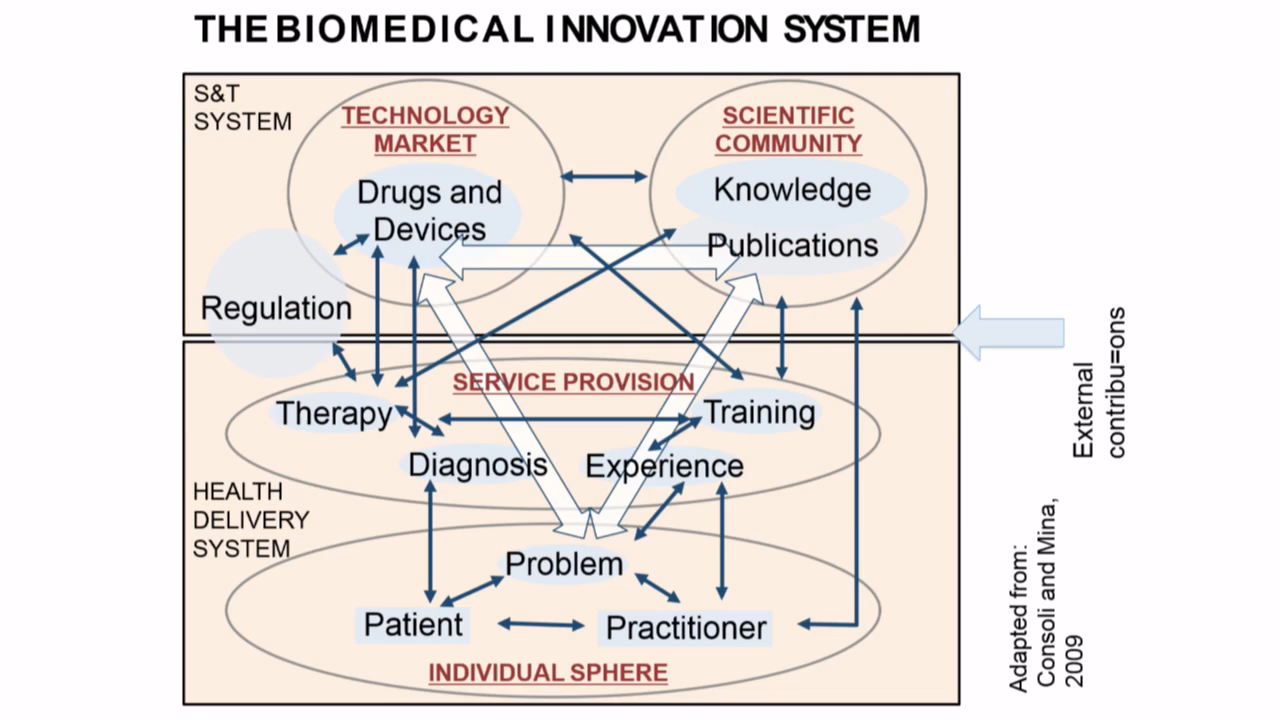 THE BIOMEDICAL INNOVATION SYSTEM
S&T
SYSTEM
TECHNOLOGY
MARKET
SCIENTIFIC
COMMUNITY
Drugs and
Devices
Knowledge
Publications
Regulation
SERVICE PROVISION
Therapy
Training
Diagnosis
Experience
HEALTH
DELIVERY
SYSTEM
Problem
Patient
Practitioner
INDIVIDUAL SPHERE
External
contribu=ons
Adapted from:
Consoli and Mina,
2009